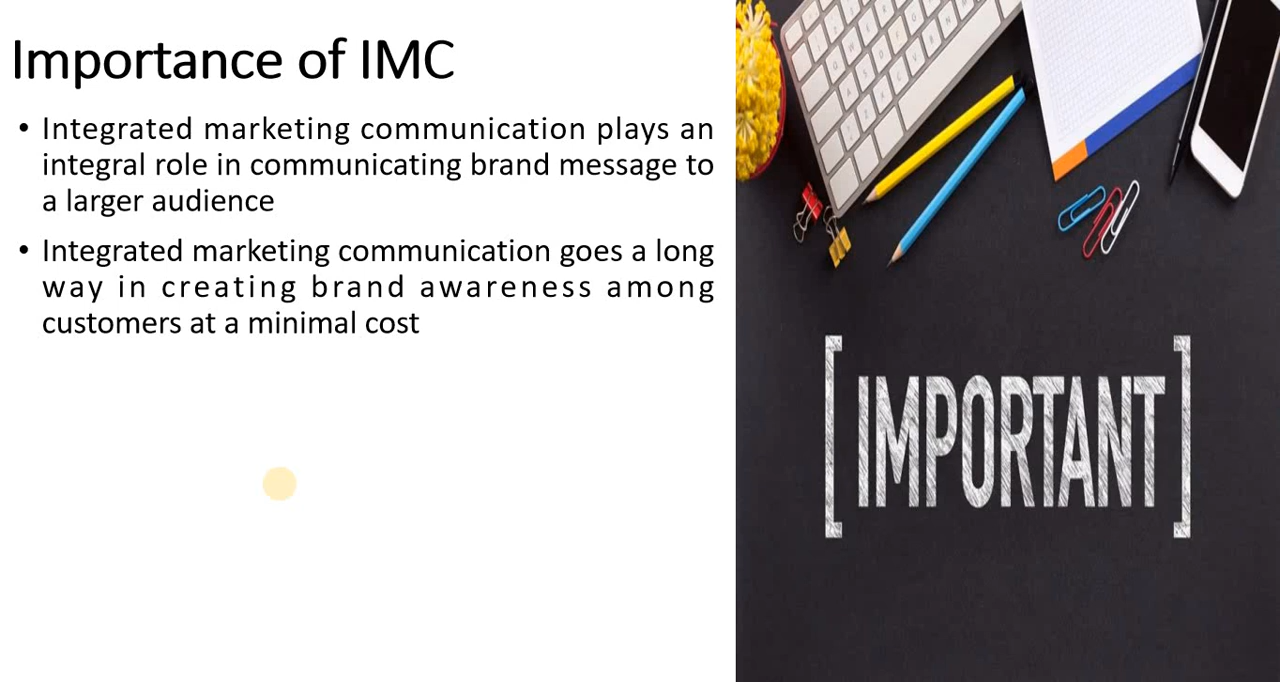 Importance of IMC
• Integrated marketing communication plays an
integral role in communicating brand message to
a larger audience
• Integrated marketing communication goes a long
way in creating brand awareness among
customers at a minimal cost
[IMPORTANT]